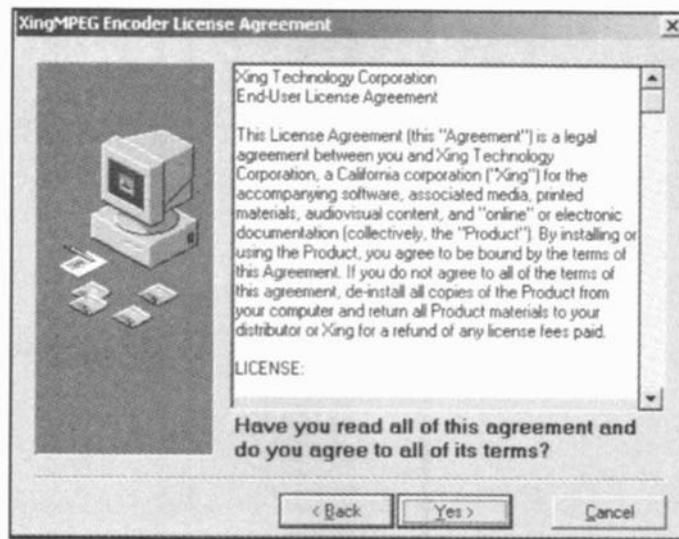 XingMPEG Encoder License Agreement
Xing Technology Corporation
End-User License Agreement
This License Agreement (this "Agreement") is a legal
agreement between you and Xing Technology
Corporation, a California corporation ("Xing") for the
accompanying software, associated media, printed
materials, audiovisual content, and "online" or electronic
documentation (collectively, the "Product"). By installing or
using the Product, you agree to be bound by the terms of
this Agreement. If you do not agree to all of the terms of
this agreement, de-install all copies of the Product from
your computer and return all Product materials to your
distributor or Xing for a refund of any license fees paid.
LICENSE:
Have you read all of this agreement and
do you agree to all of its terms?
< Back
Yes >
Cancel